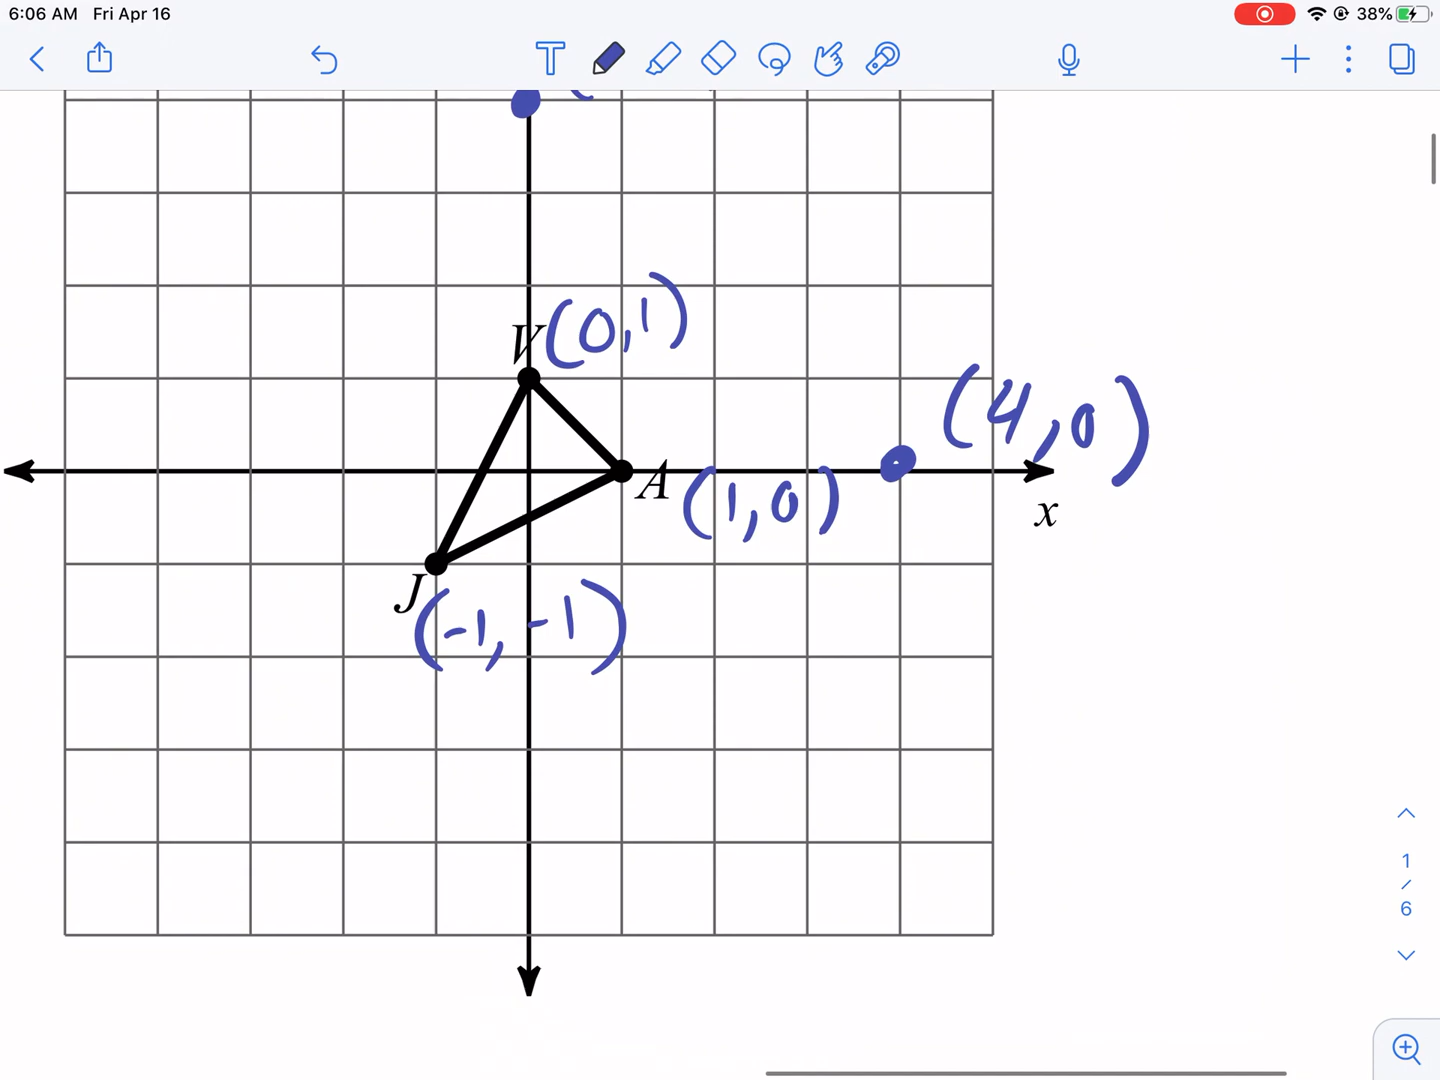 6:06 AM Fri Apr 16 38%
T
(
V (0,1)
(4,0)
A (1,0)
x
J (-1,-1)
1
/
6